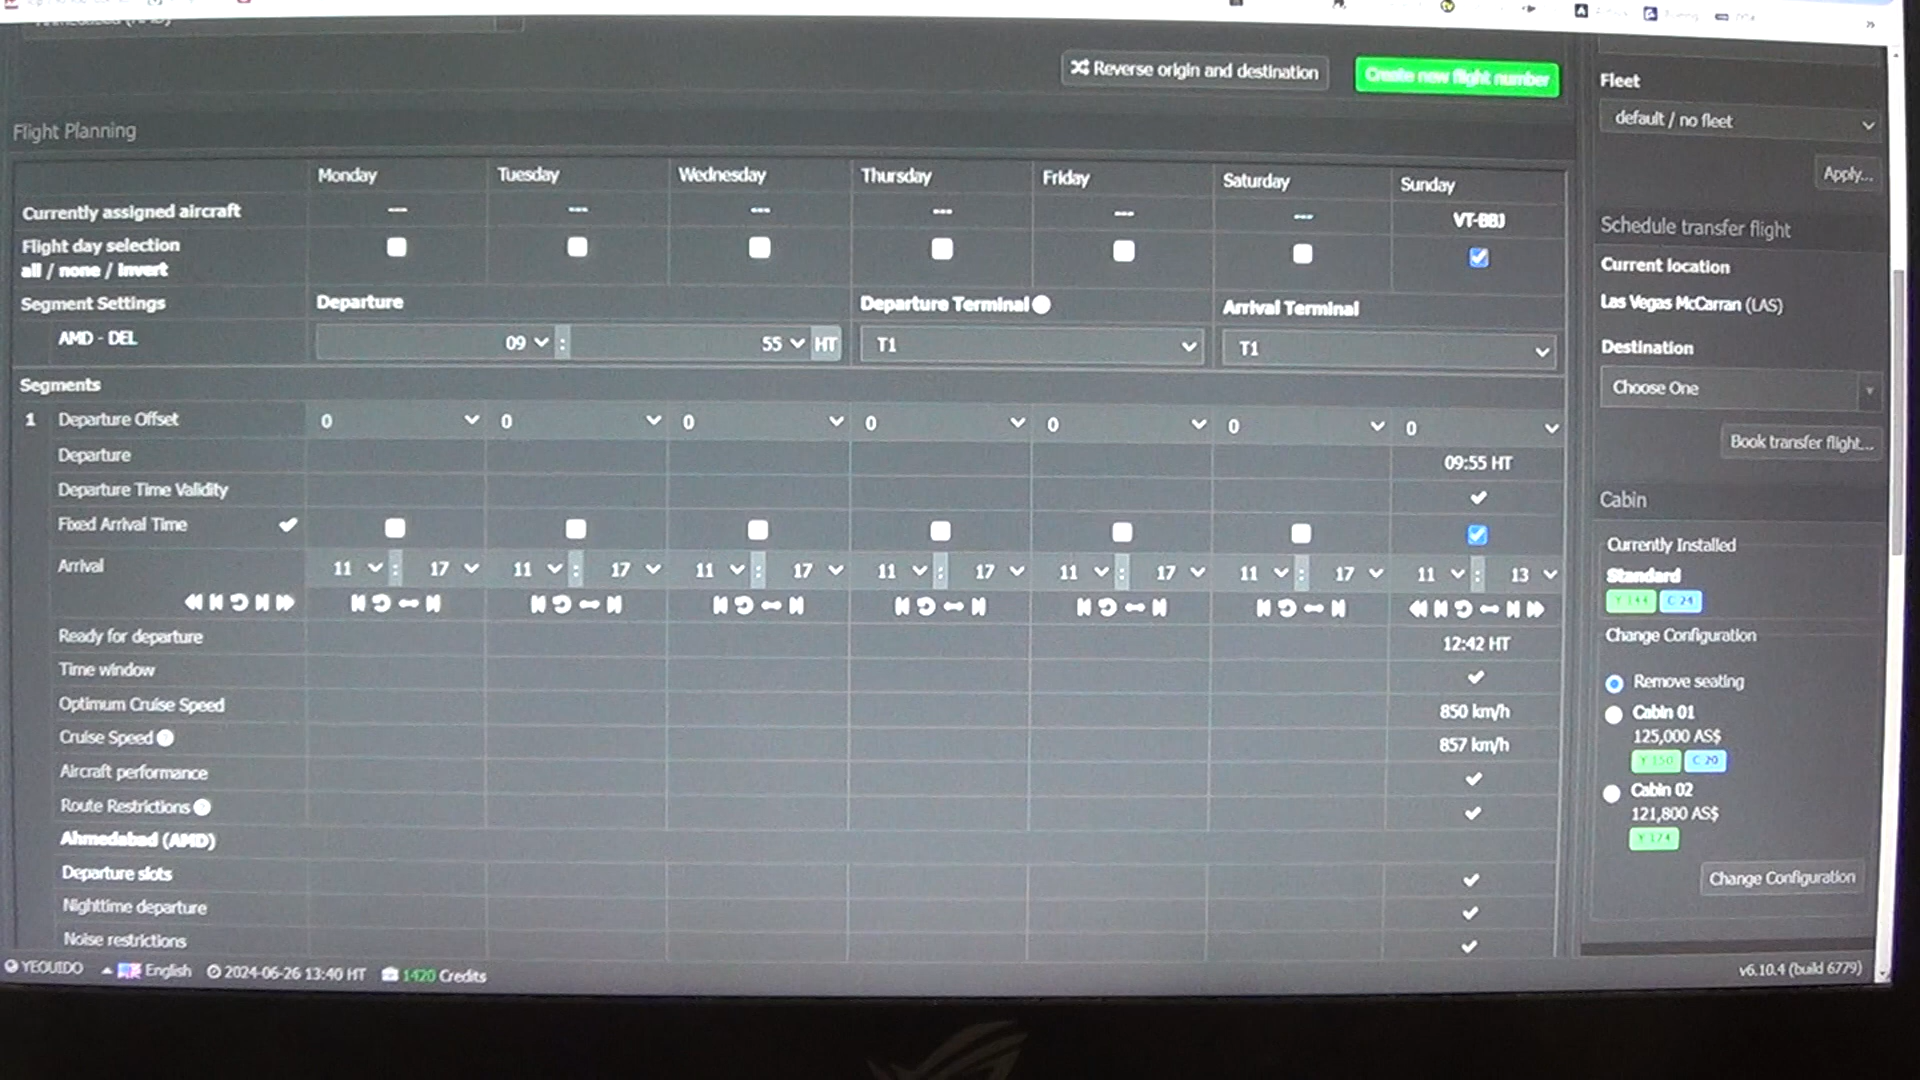 Reverse origin and destination
Create new flight number
Flight Planning
Monday Tuesday Wednesday Thursday Friday Saturday Sunday
Currently assigned aircraft --- --- --- --- --- --- VT-BBJ
Flight day selection
all / none / invert
Segment Settings Departure Departure Terminal Arrival Terminal
AMD - DEL 09 : 55 HT T1 T1
Segments
1 Departure Offset 0 0 0 0 0 0 0
Departure 09:55 HT
Departure Time Validity
Fixed Arrival Time
Arrival 11 : 17 11 : 17 11 : 17 11 : 17 11 : 17 11 : 17 11 : 13
Ready for departure 12:42 HT
Time window
Optimum Cruise Speed 850 km/h
Cruise Speed 857 km/h
Aircraft performance
Route Restrictions
Ahmedabad (AMD)
Departure slots
Nighttime departure
Noise restrictions
Fleet
default / no fleet
Apply...
Schedule transfer flight
Current location
Las Vegas McCarran (LAS)
Destination
Choose One
Book transfer flight...
Cabin
Currently Installed
Standard
Y 144 C 24
Change Configuration
Remove seating
Cabin 01
125,000 AS$
Y 150 C 20
Cabin 02
121,800 AS$
Y 174
Change Configuration
YEOUIDO English 2024-06-26 13:40 HT 1420 Credits
v6.10.4 (build 6779)